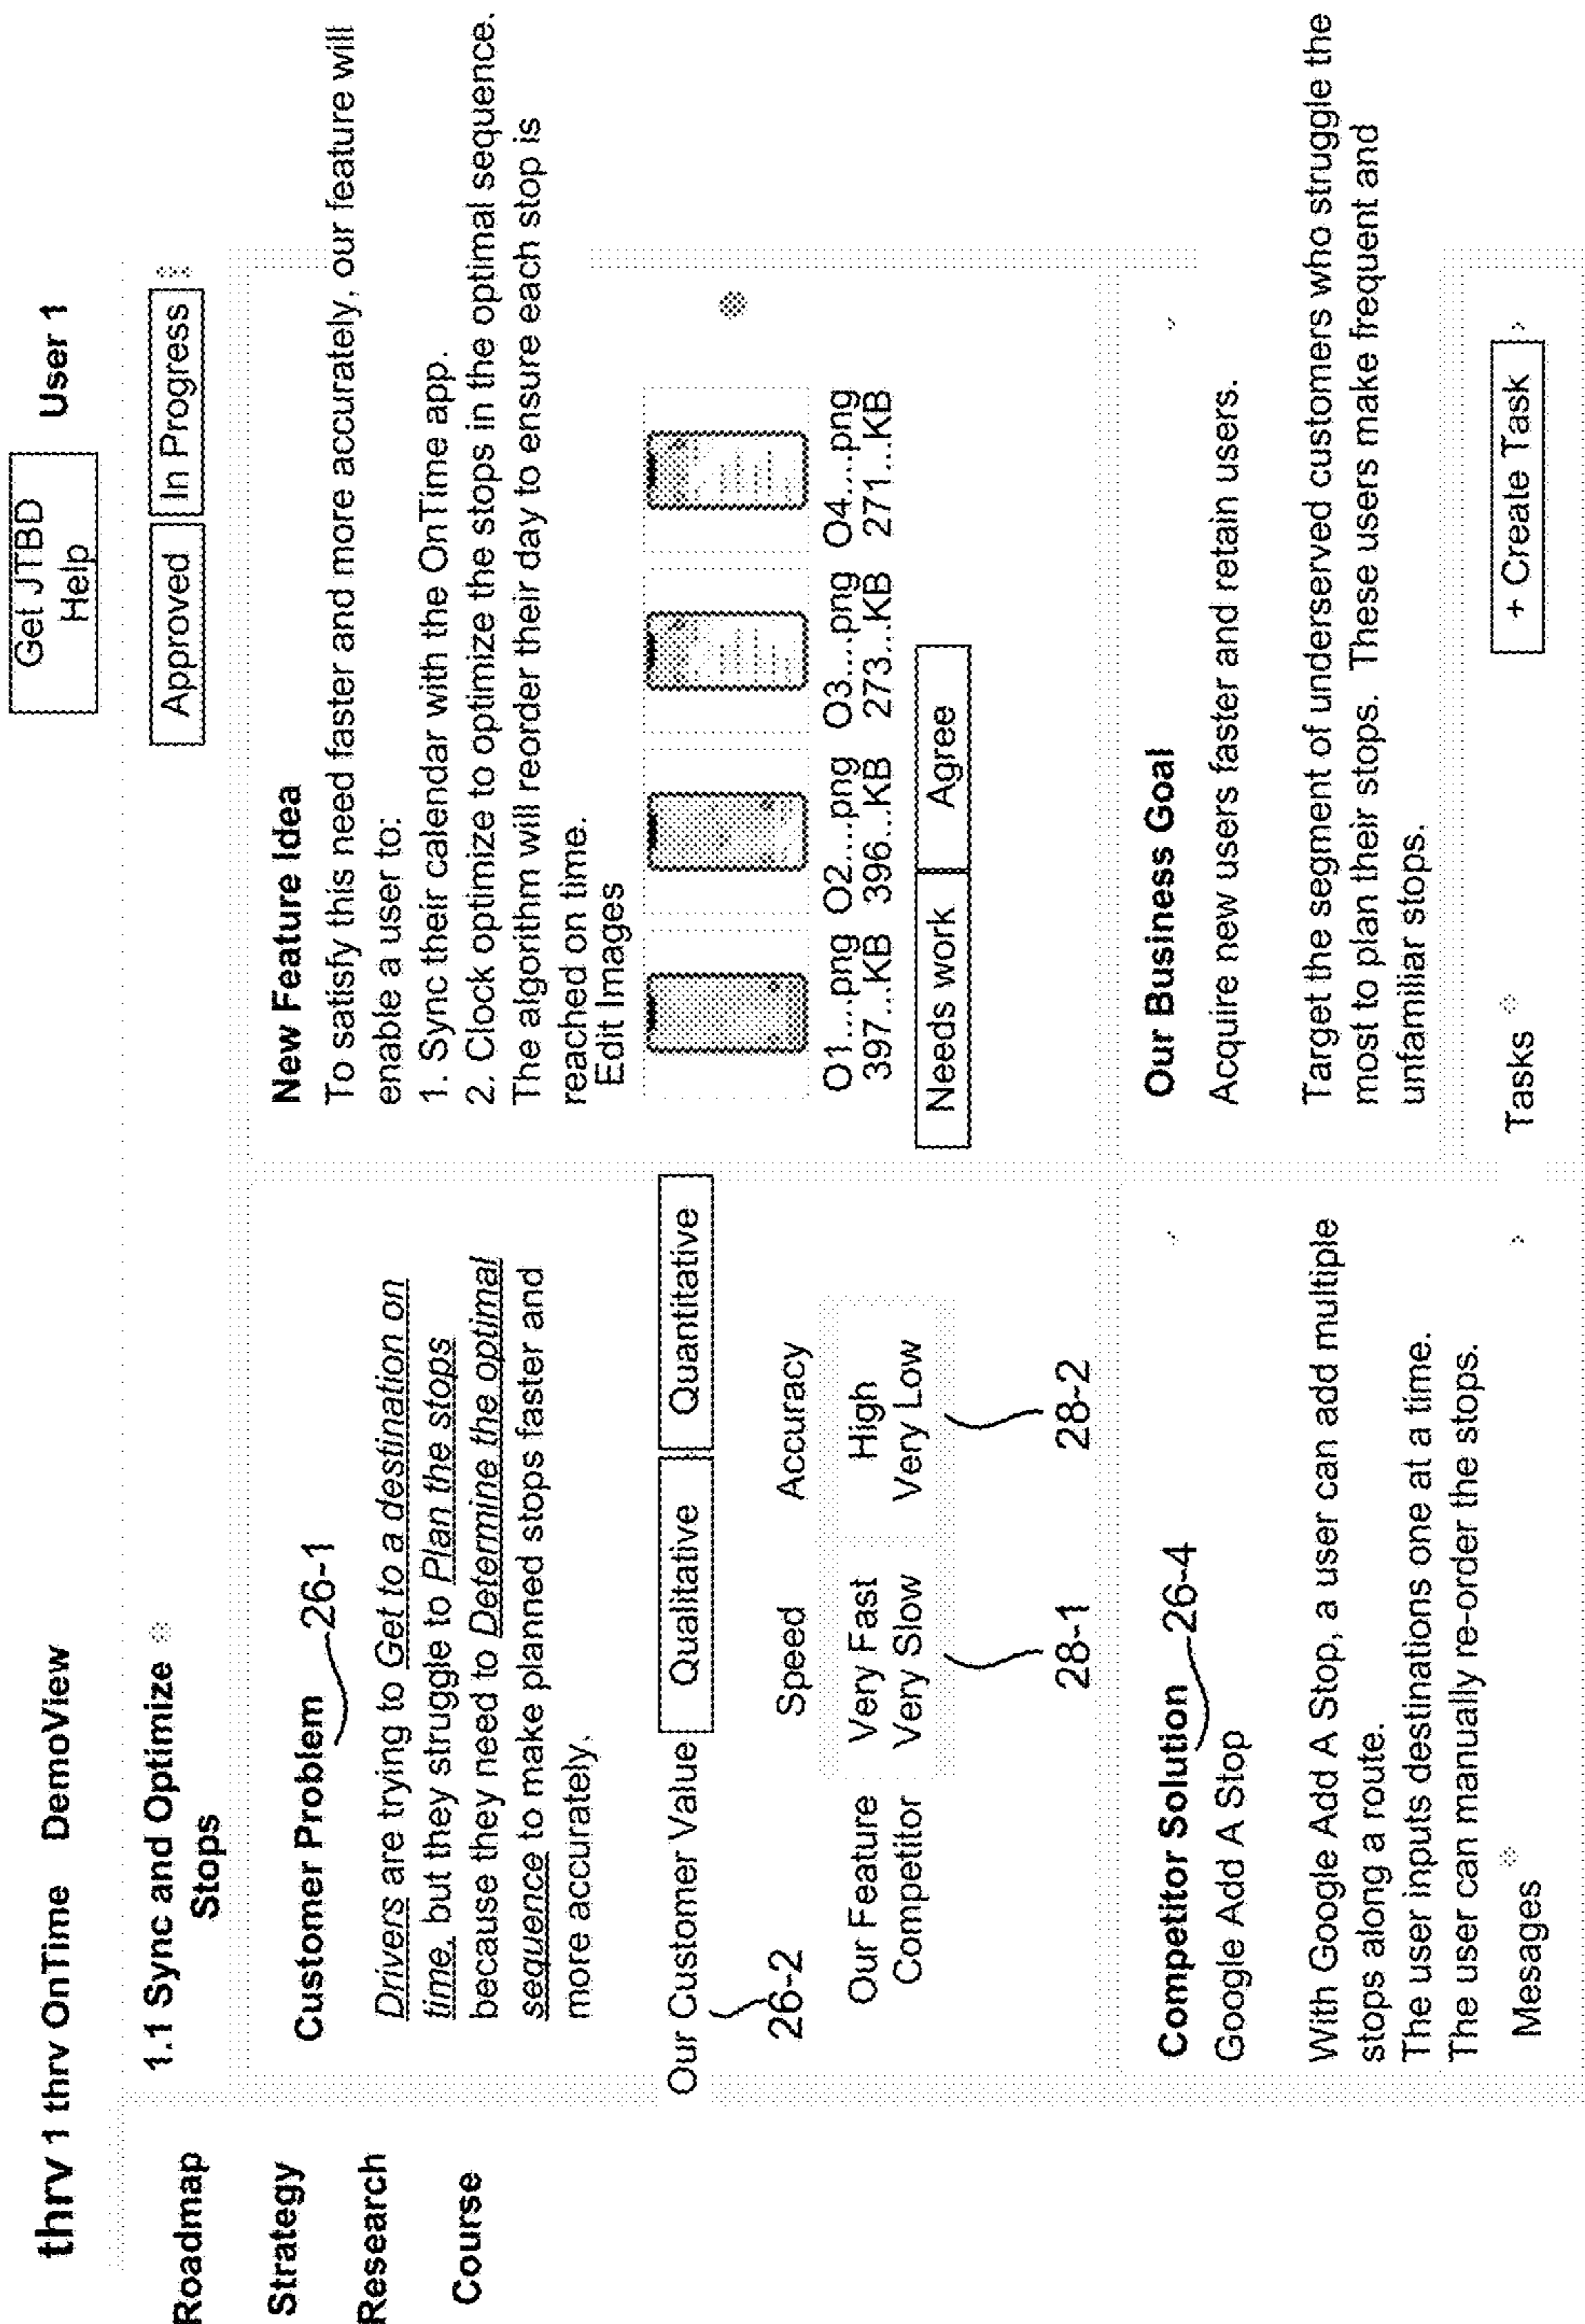 thrv 1 thrv OnTime DemoView
Get JTBD
Help
User 1
Roadmap
Strategy
Research
Course
1.1 Sync and Optimize
Stops
Approved
In Progress
Customer Problem 26-1
Drivers are trying to Get to a destination on
time, but they struggle to Plan the stops
because they need to Determine the optimal
sequence to make planned stops faster and
more accurately.
Our Customer Value
Qualitative
Quantitative
26-2
Speed Accuracy
Our Feature Very Fast High
Competitor Very Slow Very Low
28-1 28-2
New Feature Idea
To satisfy this need faster and more accurately, our feature will
enable a user to:
1. Sync their calendar with the OnTime app.
2. Clock optimize to optimize the stops in the optimal sequence.
The algorithm will reorder their day to ensure each stop is
reached on time.
Edit Images
O1....png O2....png O3....png O4....png
397...KB 396...KB 273...KB 271...KB
Needs work Agree
Competitor Solution 26-4
Google Add A Stop
With Google Add A Stop, a user can add multiple
stops along a route.
The user inputs destinations one at a time.
The user can manually re-order the stops.
Messages
Our Business Goal
Acquire new users faster and retain users.
Target the segment of underserved customers who struggle the
most to plan their stops. These users make frequent and
unfamiliar stops.
Tasks
+ Create Task